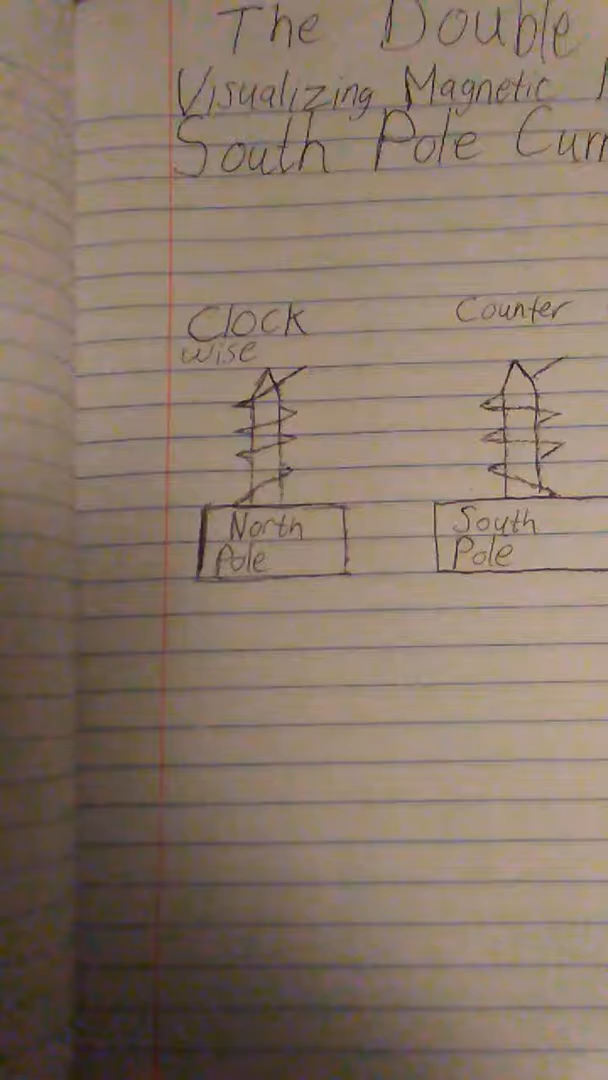 The Double
Visualizing Magnetic
South Pole Curr
Clock
wise
Counter
North
Pole
South
Pole